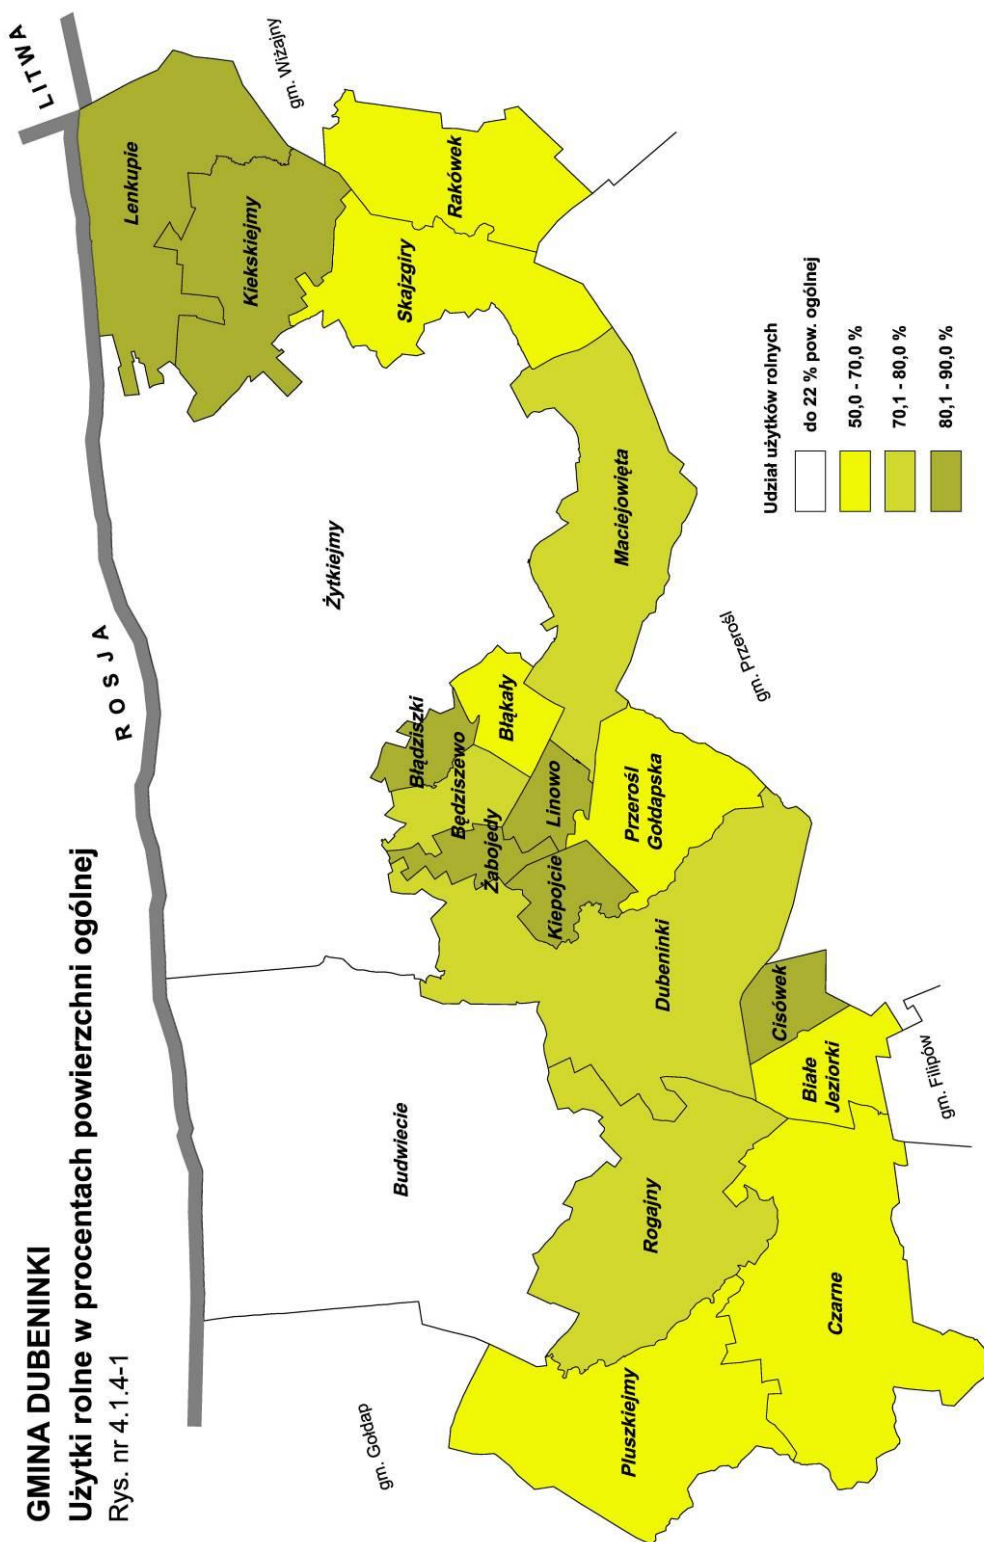 GMINA DUBENINKI
Użytki rolne w procentach powierzchni ogólnej
Rys. nr 4.1.4-1
R O S J A
L I T W A
gm. Gołdap
gm. Wiżajny
gm. Przerośl
gm. Filipów
Budwiecie
Żytkiejmy
Lenkupie
Kiekskiejmy
Skajzgiry
Rakówek
Maciejowięta
Błądziszki
Będziszewo
Błąkały
Żabojedy
Linowo
Kiepojcie
Przerośl
Gołdapska
Dubeninki
Cisówek
Białe
Jeziorki
Rogajny
Pluszkiejmy
Czarne
Udział użytków rolnych
do 22 % pow. ogólnej
50,0 - 70,0 %
70,1 - 80,0 %
80,1 - 90,0 %